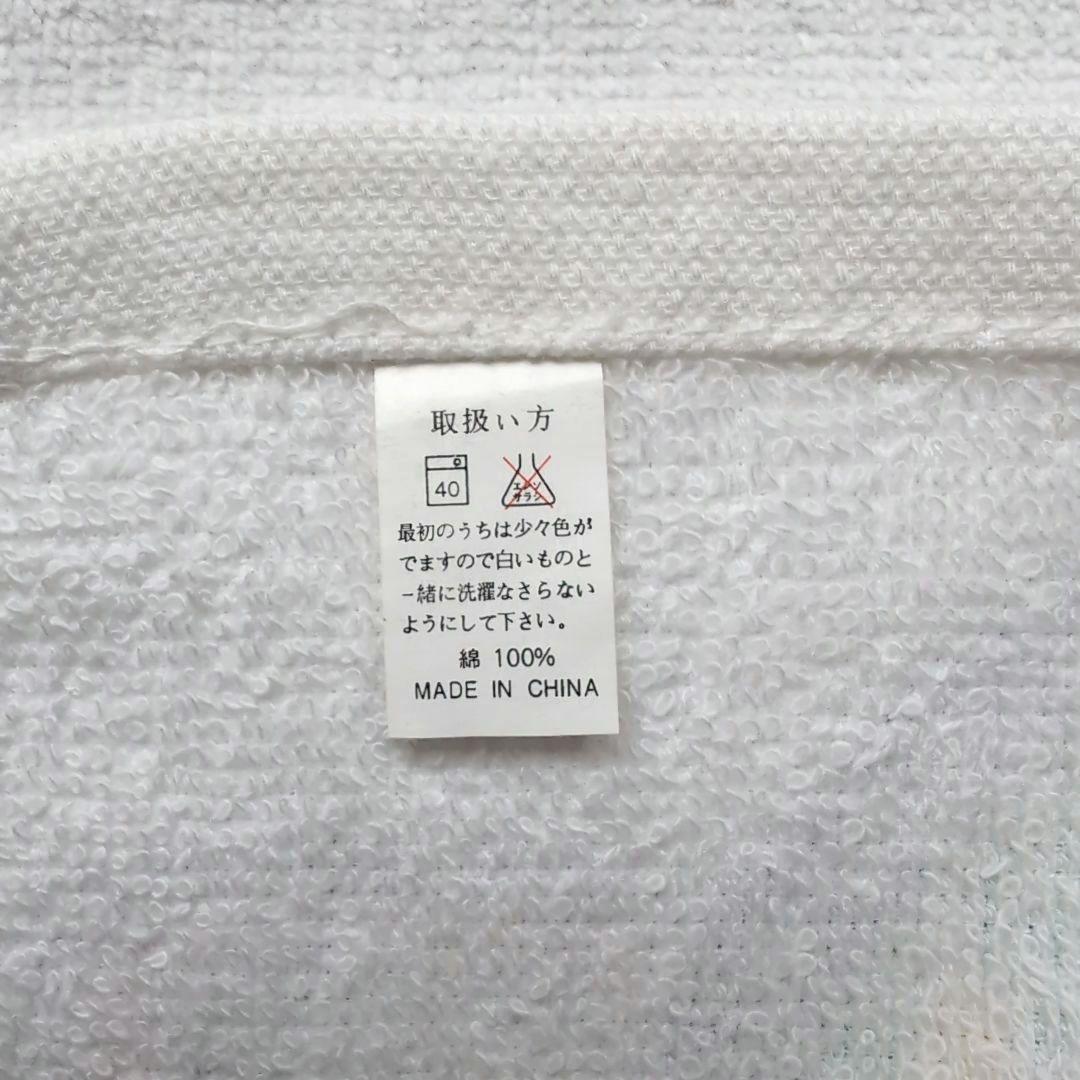 取扱い方
40
エンソ
サラシ
最初のうちは少々色が
でますので白いものと
一緒に洗濯なさらない
ようにして下さい。
綿 100%
MADE IN CHINA